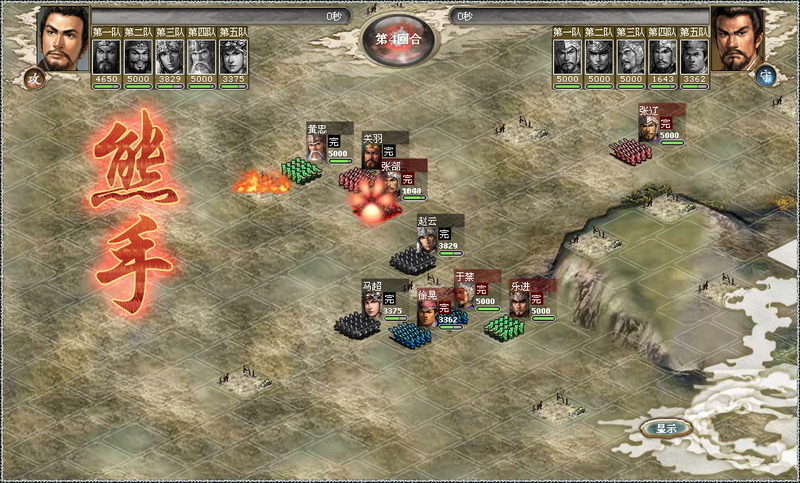 0秒
0秒
第4回合
第一队 第二队 第三队 第四队 第五队
4650 5000 3829 5000 3375
攻
第一队 第二队 第三队 第四队 第五队
5000 5000 5000 1643 3362
守
熊手
黄忠
完
5000
关羽
完
张郃
完
张辽
完
5000
赵云
完
3829
马超
完
3375
徐晃
完
3362
于禁
完
5000
乐进
完
5000
显示